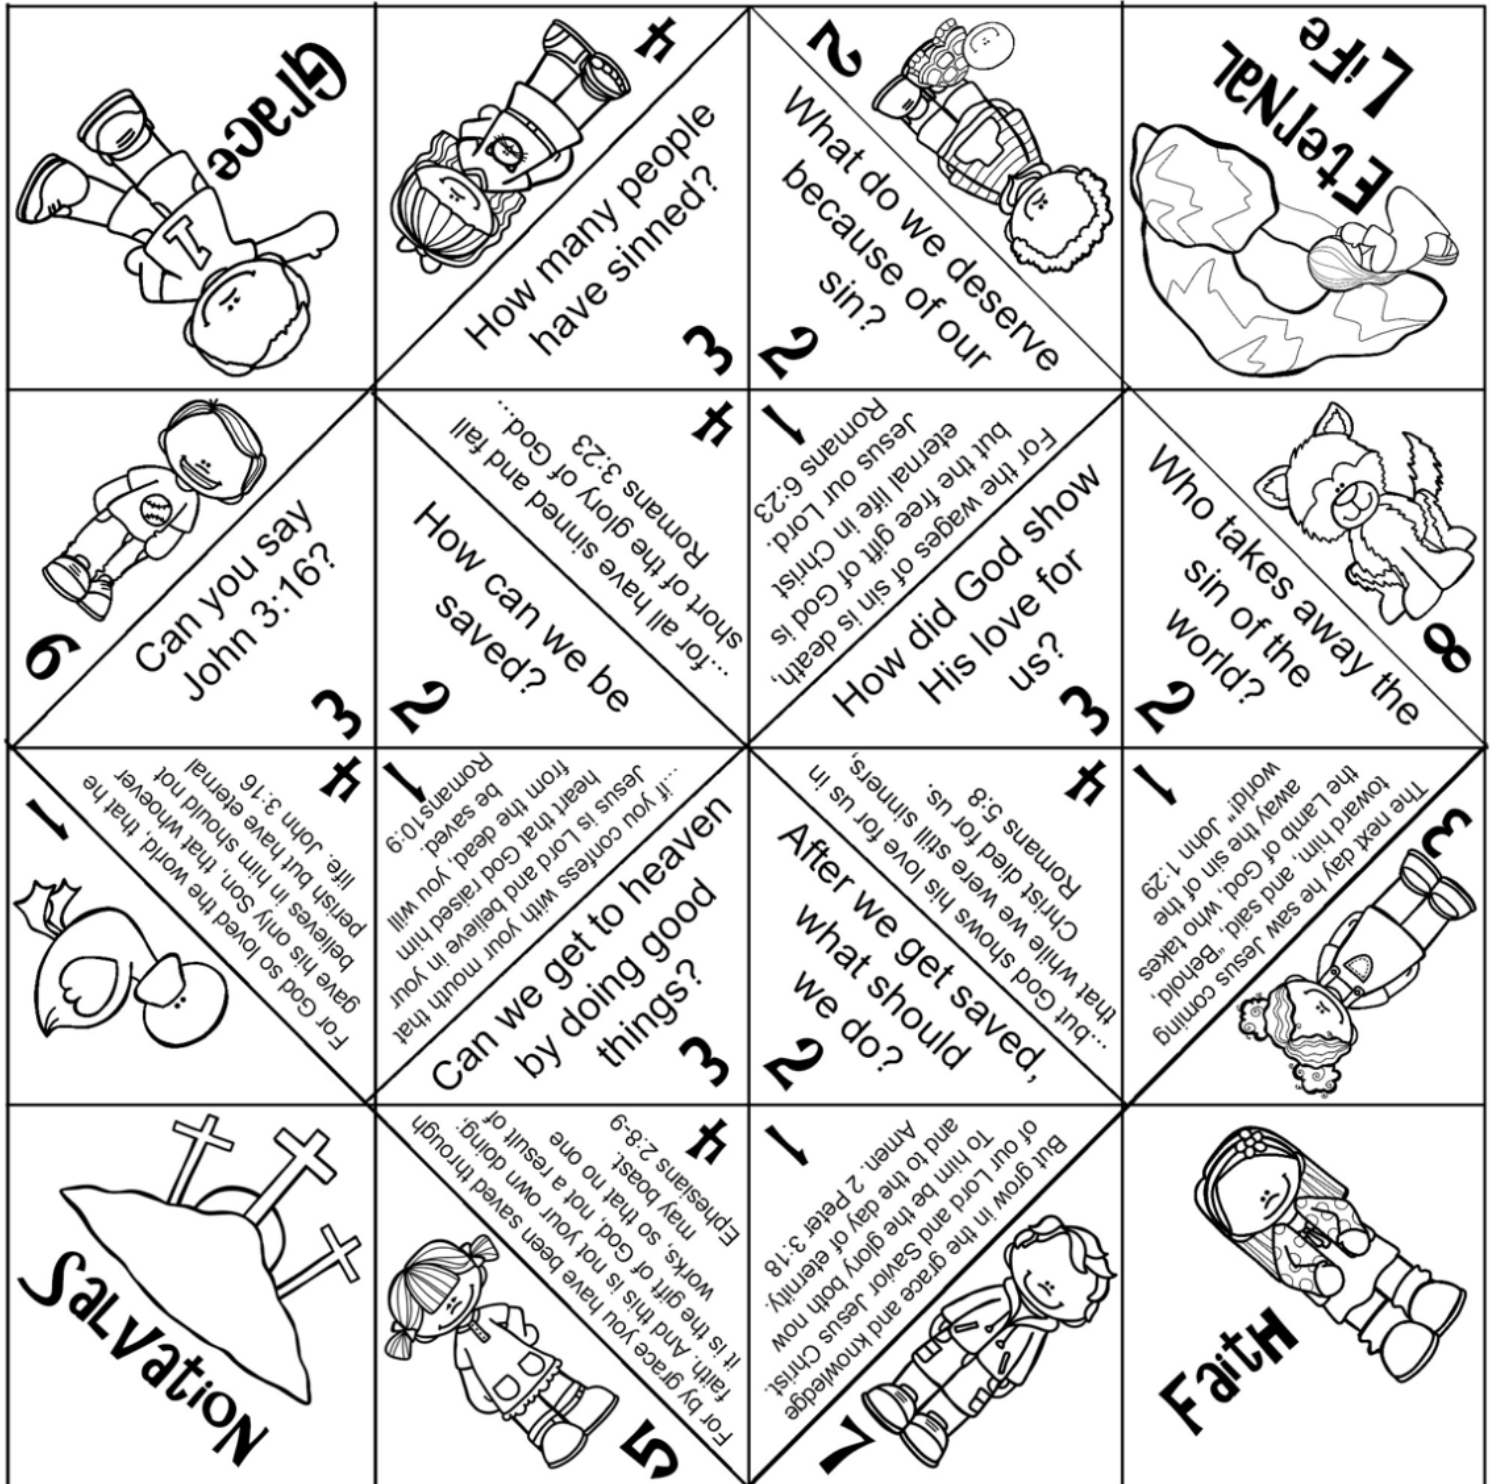 Grace
4
How many people
have sinned?
3
2
What do we deserve
because of our
sin?
2
Eternal
Life
6
Can you say
John 3:16?
3
4
...for all have sinned and fall
short of the glory of God...
Romans 3:23
How can we be
saved?
2
1
For the wages of sin is death,
but the free gift of God is
eternal life in Christ
Jesus our Lord.
Romans 6:23
How did God show
His love for
us?
3
Who takes away the
sin of the
world?
2
8
1
For God so loved the world, that he
gave his only Son, that whoever
believes in him should not
perish but have eternal
life. John 3:16
4
1
...if you confess with your mouth that
Jesus is Lord and believe in your
heart that God raised him
from the dead, you will
be saved.
Romans10:9
Can we get to heaven
by doing good
things?
3
4
...but God shows his love for us in
that while we were still sinners,
Christ died for us.
Romans 5:8
After we get saved,
what should
we do?
2
1
The next day he saw Jesus coming
toward him, and said, "Behold,
the Lamb of God, who takes
away the sin of the
world!" John 1:29
3
Salvation
4
For by grace you have been saved through
faith. And this is not your own doing;
it is the gift of God, not a result of
works, so that no one
may boast.
Ephesians 2:8-9
5
1
But grow in the grace and knowledge
of our Lord and Savior Jesus Christ.
To him be the glory both now
and to the day of eternity.
Amen. 2 Peter 3:18
7
Faith